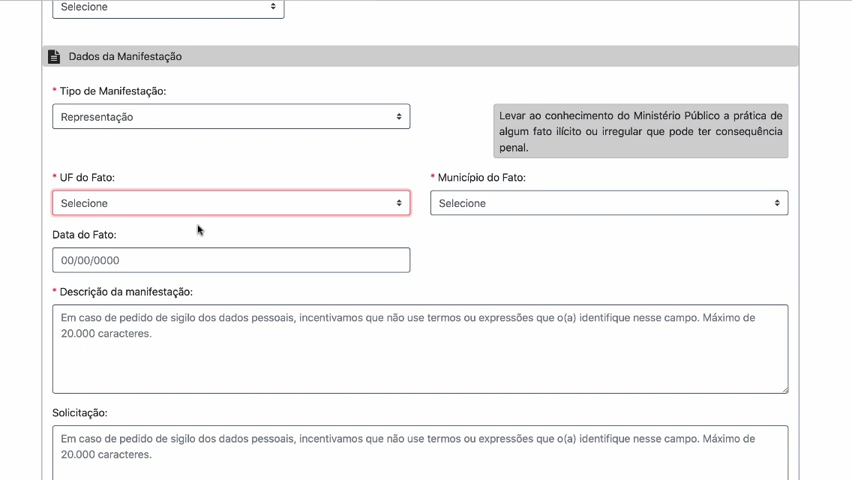 Selecione
Dados da Manifestação
* Tipo de Manifestação:
Representação
Levar ao conhecimento do Ministério Público a prática de
algum fato ilícito ou irregular que pode ter consequência
penal.
* UF do Fato:
* Município do Fato:
Selecione
Selecione
Data do Fato:
00/00/0000
* Descrição da manifestação:
Em caso de pedido de sigilo dos dados pessoais, incentivamos que não use termos ou expressões que o(a) identifique nesse campo. Máximo de
20.000 caracteres.
Solicitação:
Em caso de pedido de sigilo dos dados pessoais, incentivamos que não use termos ou expressões que o(a) identifique nesse campo. Máximo de
20.000 caracteres.